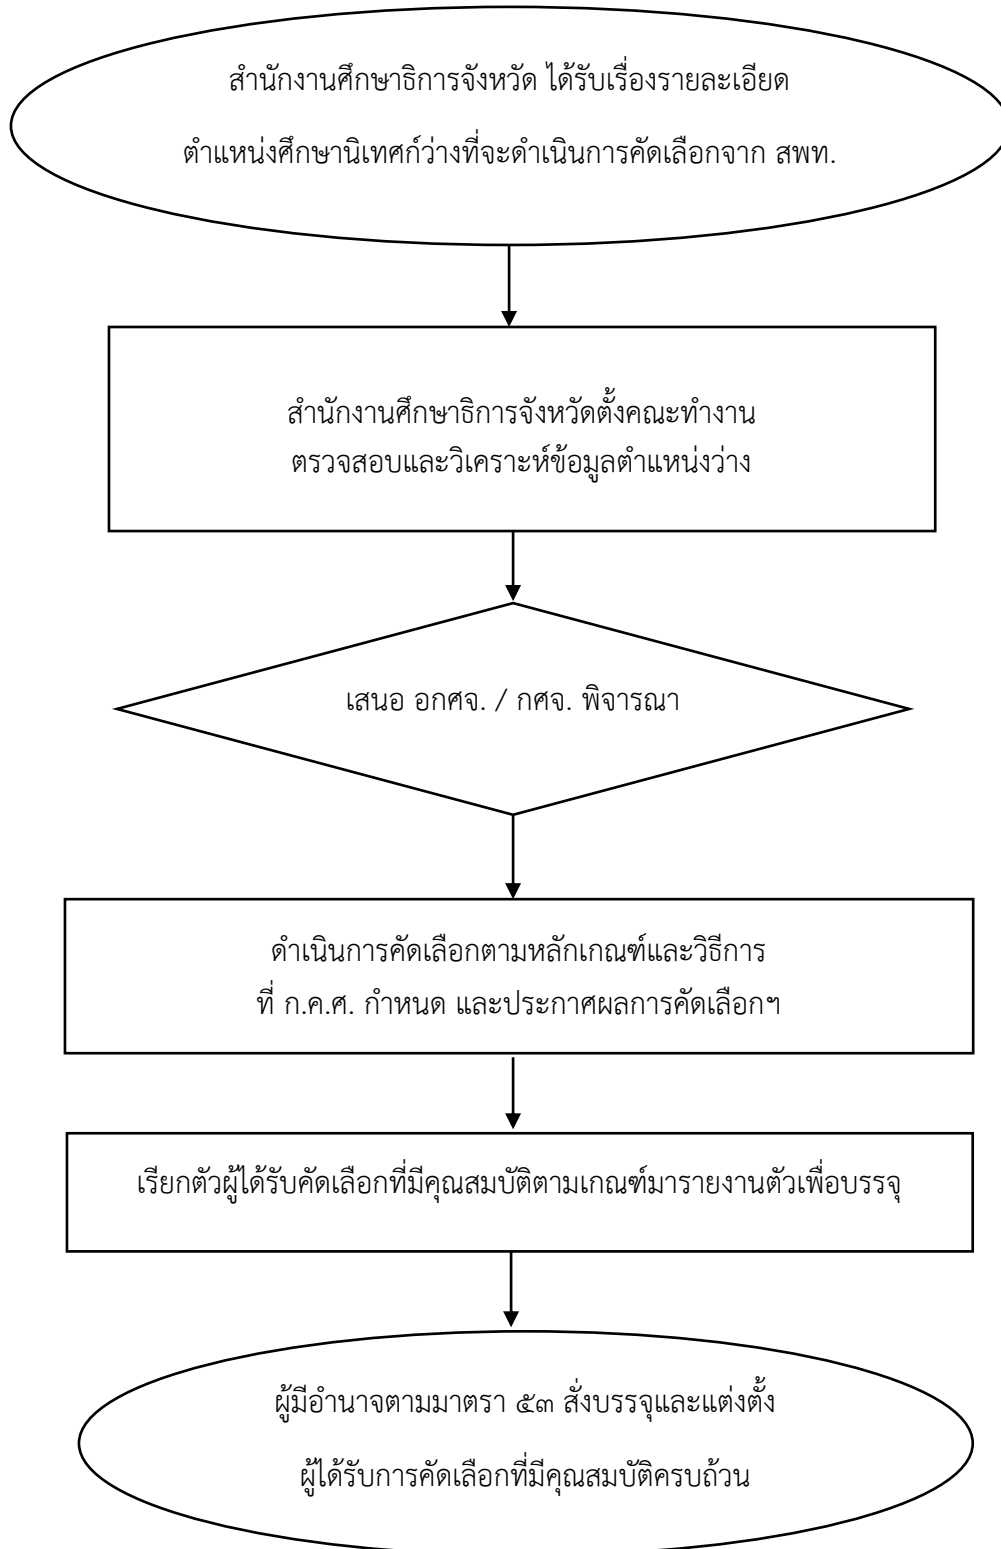 สำนักงานศึกษาธิการจังหวัด ได้รับเรื่องรายละเอียด
ตำแหน่งศึกษานิเทศก์ว่างที่จะดำเนินการคัดเลือกจาก สพท.
สำนักงานศึกษาธิการจังหวัดตั้งคณะทำงาน
ตรวจสอบและวิเคราะห์ข้อมูลตำแหน่งว่าง
เสนอ อกศจ. / กศจ. พิจารณา
ดำเนินการคัดเลือกตามหลักเกณฑ์และวิธีการ
ที่ ก.ค.ศ. กำหนด และประกาศผลการคัดเลือกฯ
เรียกตัวผู้ได้รับคัดเลือกที่มีคุณสมบัติตามเกณฑ์มารายงานตัวเพื่อบรรจุ
ผู้มีอำนาจตามมาตรา ๕๓ สั่งบรรจุและแต่งตั้ง
ผู้ได้รับการคัดเลือกที่มีคุณสมบัติครบถ้วน